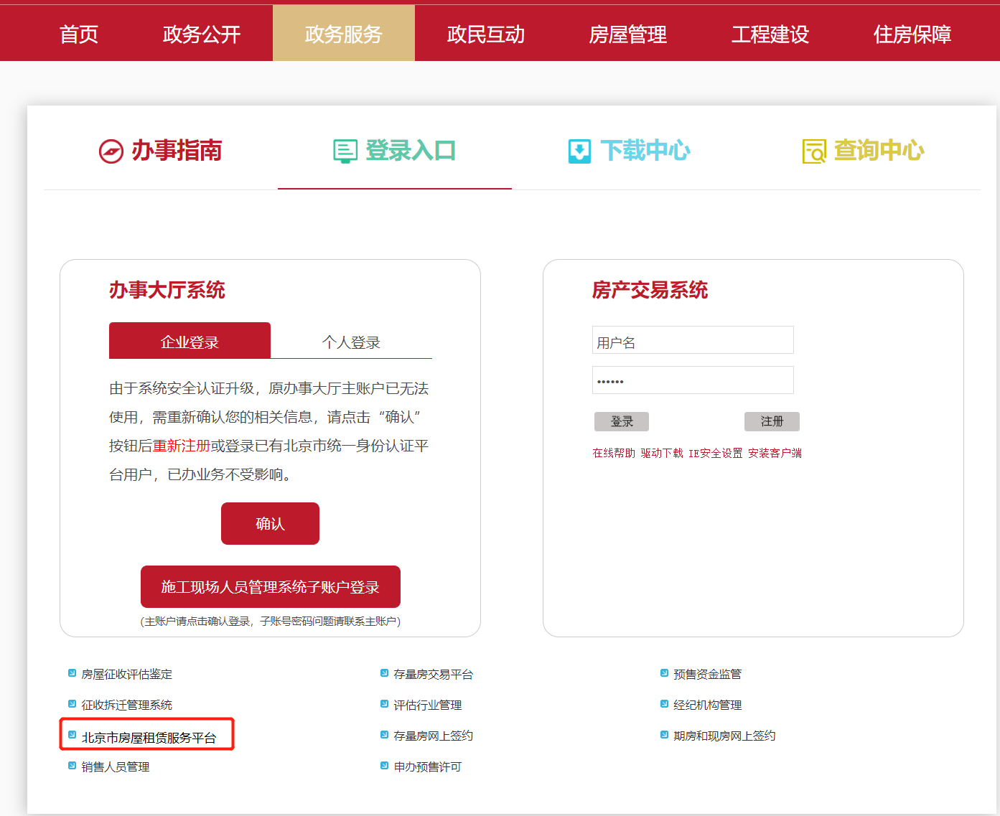 首页 政务公开 政务服务 政民互动 房屋管理 工程建设 住房保障
办事指南 登录入口 下载中心 查询中心
办事大厅系统
企业登录 个人登录
由于系统安全认证升级，原办事大厅主账户已无法
使用，需重新确认您的相关信息，请点击“确认”
按钮后重新注册或登录已有北京市统一身份认证平
台用户，已办业务不受影响。
确认
施工现场人员管理系统子账户登录
(主账户请点击确认登录，子账号密码问题请联系主账户)
房产交易系统
用户名
••••••
登录 注册
在线帮助 驱动下载 IE安全设置 安装客户端
房屋征收评估鉴定 存量房交易平台 预售资金监管
征收拆迁管理系统 评估行业管理 经纪机构管理
北京市房屋租赁服务平台 存量房网上签约 期房和现房网上签约
销售人员管理 申办预售许可